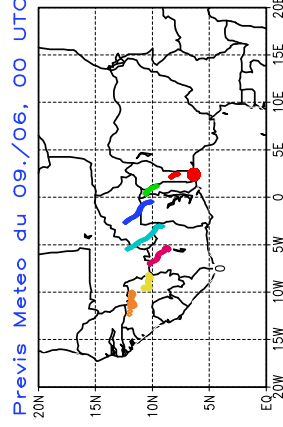 Previs Meteo du 09./06, 00 UTC
20N
15N
10N
5N
EQ
20W
15W
10W
5W
0
5E
10E
15E
20E
0